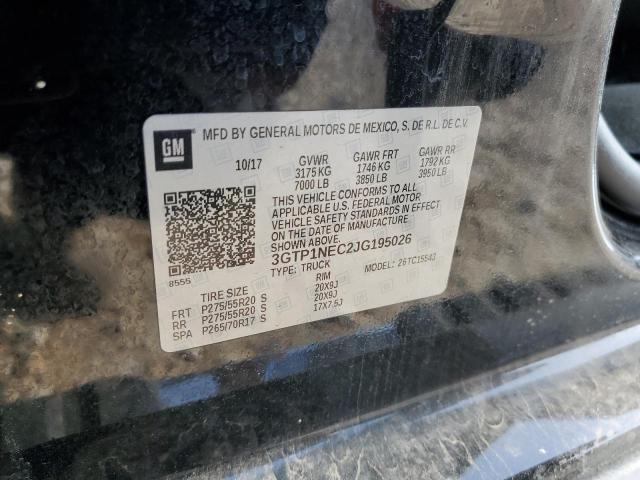 GM
MFD BY GENERAL MOTORS DE MEXICO, S. DE R.L. DE C.V.
10/17 GVWR GAWR FRT GAWR RR
3175 KG 1746 KG 1792 KG
7000 LB 3850 LB 3950 LB
THIS VEHICLE CONFORMS TO ALL
APPLICABLE U.S. FEDERAL MOTOR
VEHICLE SAFETY STANDARDS IN
EFFECT ON THE DATE OF MANUFACTURE
SHOWN ABOVE.
3GTP1NEC2JG195026
TYPE: TRUCK MODEL: 26TC1554J
8555
TIRE SIZE RIM
FRT P275/55R20 S 20X9J
RR P275/55R20 S 20X9J
SPA P265/70R17 S 17X7.5J